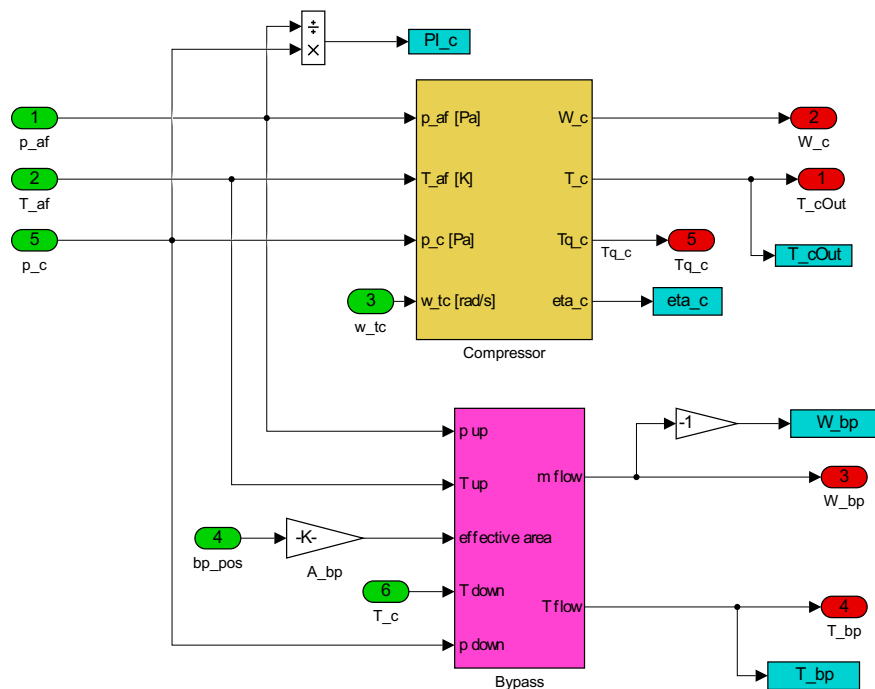 ÷
×
PI_c
1
p_af
2
T_af
5
p_c
3
w_tc
p_af [Pa]
T_af [K]
p_c [Pa]
w_tc [rad/s]
W_c
T_c
Tq_c
eta_c
Compressor
2
W_c
1
T_cOut
Tq_c
5
Tq_c
T_cOut
eta_c
p up
T up
effective area
T down
p down
m flow
T flow
Bypass
4
bp_pos
-K-
A_bp
6
T_c
-1
W_bp
3
W_bp
4
T_bp
T_bp